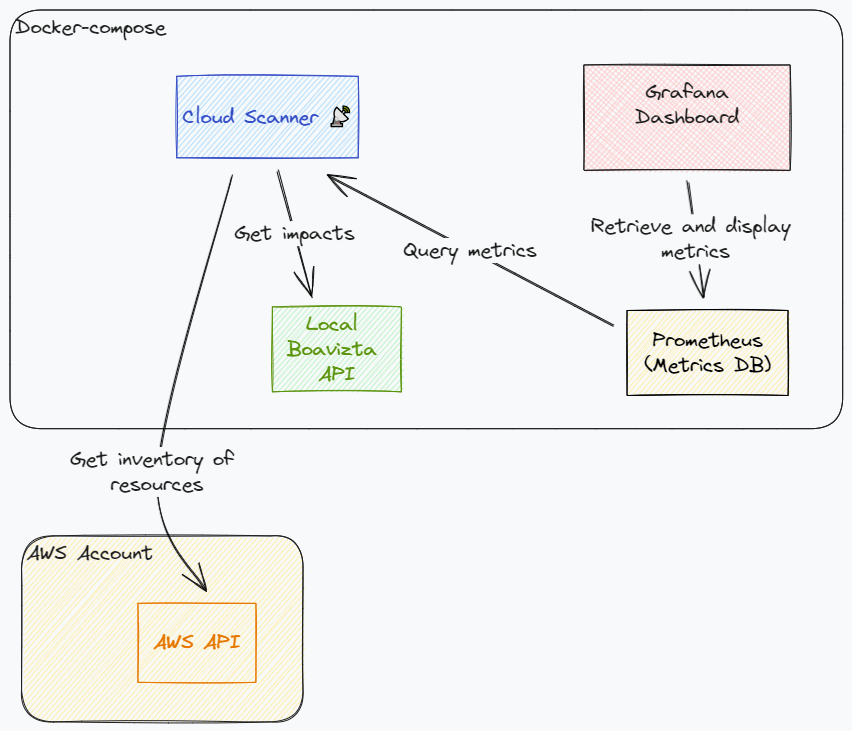 Docker-compose
Cloud Scanner
Grafana
Dashboard
Get impacts
Query metrics
Retrieve and display
metrics
Local
Boavizta
API
Prometheus
(Metrics DB)
Get inventory of
resources
AWS Account
AWS API